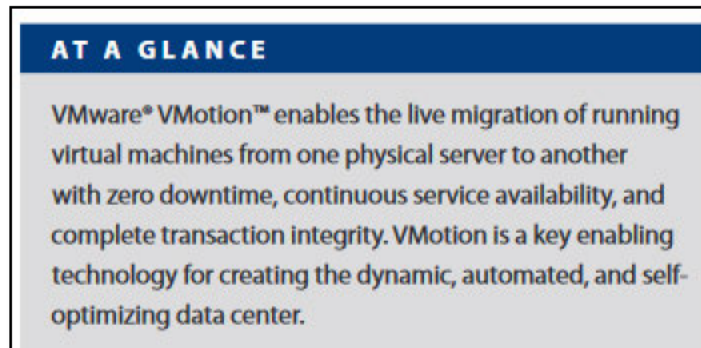 AT A GLANCE
VMware® VMotion™ enables the live migration of running
virtual machines from one physical server to another
with zero downtime, continuous service availability, and
complete transaction integrity. VMotion is a key enabling
technology for creating the dynamic, automated, and self-
optimizing data center.